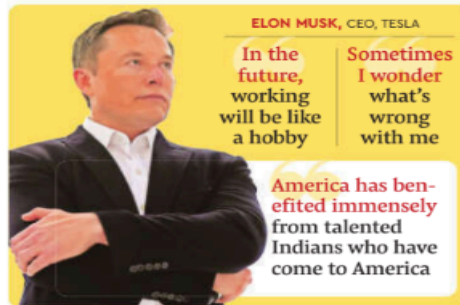 ELON MUSK, CEO, TESLA
In the
future,
working
will be like
a hobby
Sometimes
I wonder
what's
wrong
with me
America has ben-
efited immensely
from talented
Indians who have
come to America